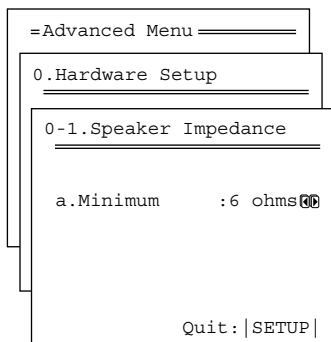 =Advanced Menu
0.Hardware Setup
0-1.Speaker Impedance
a.Minimum :6 ohms
Quit:|SETUP|